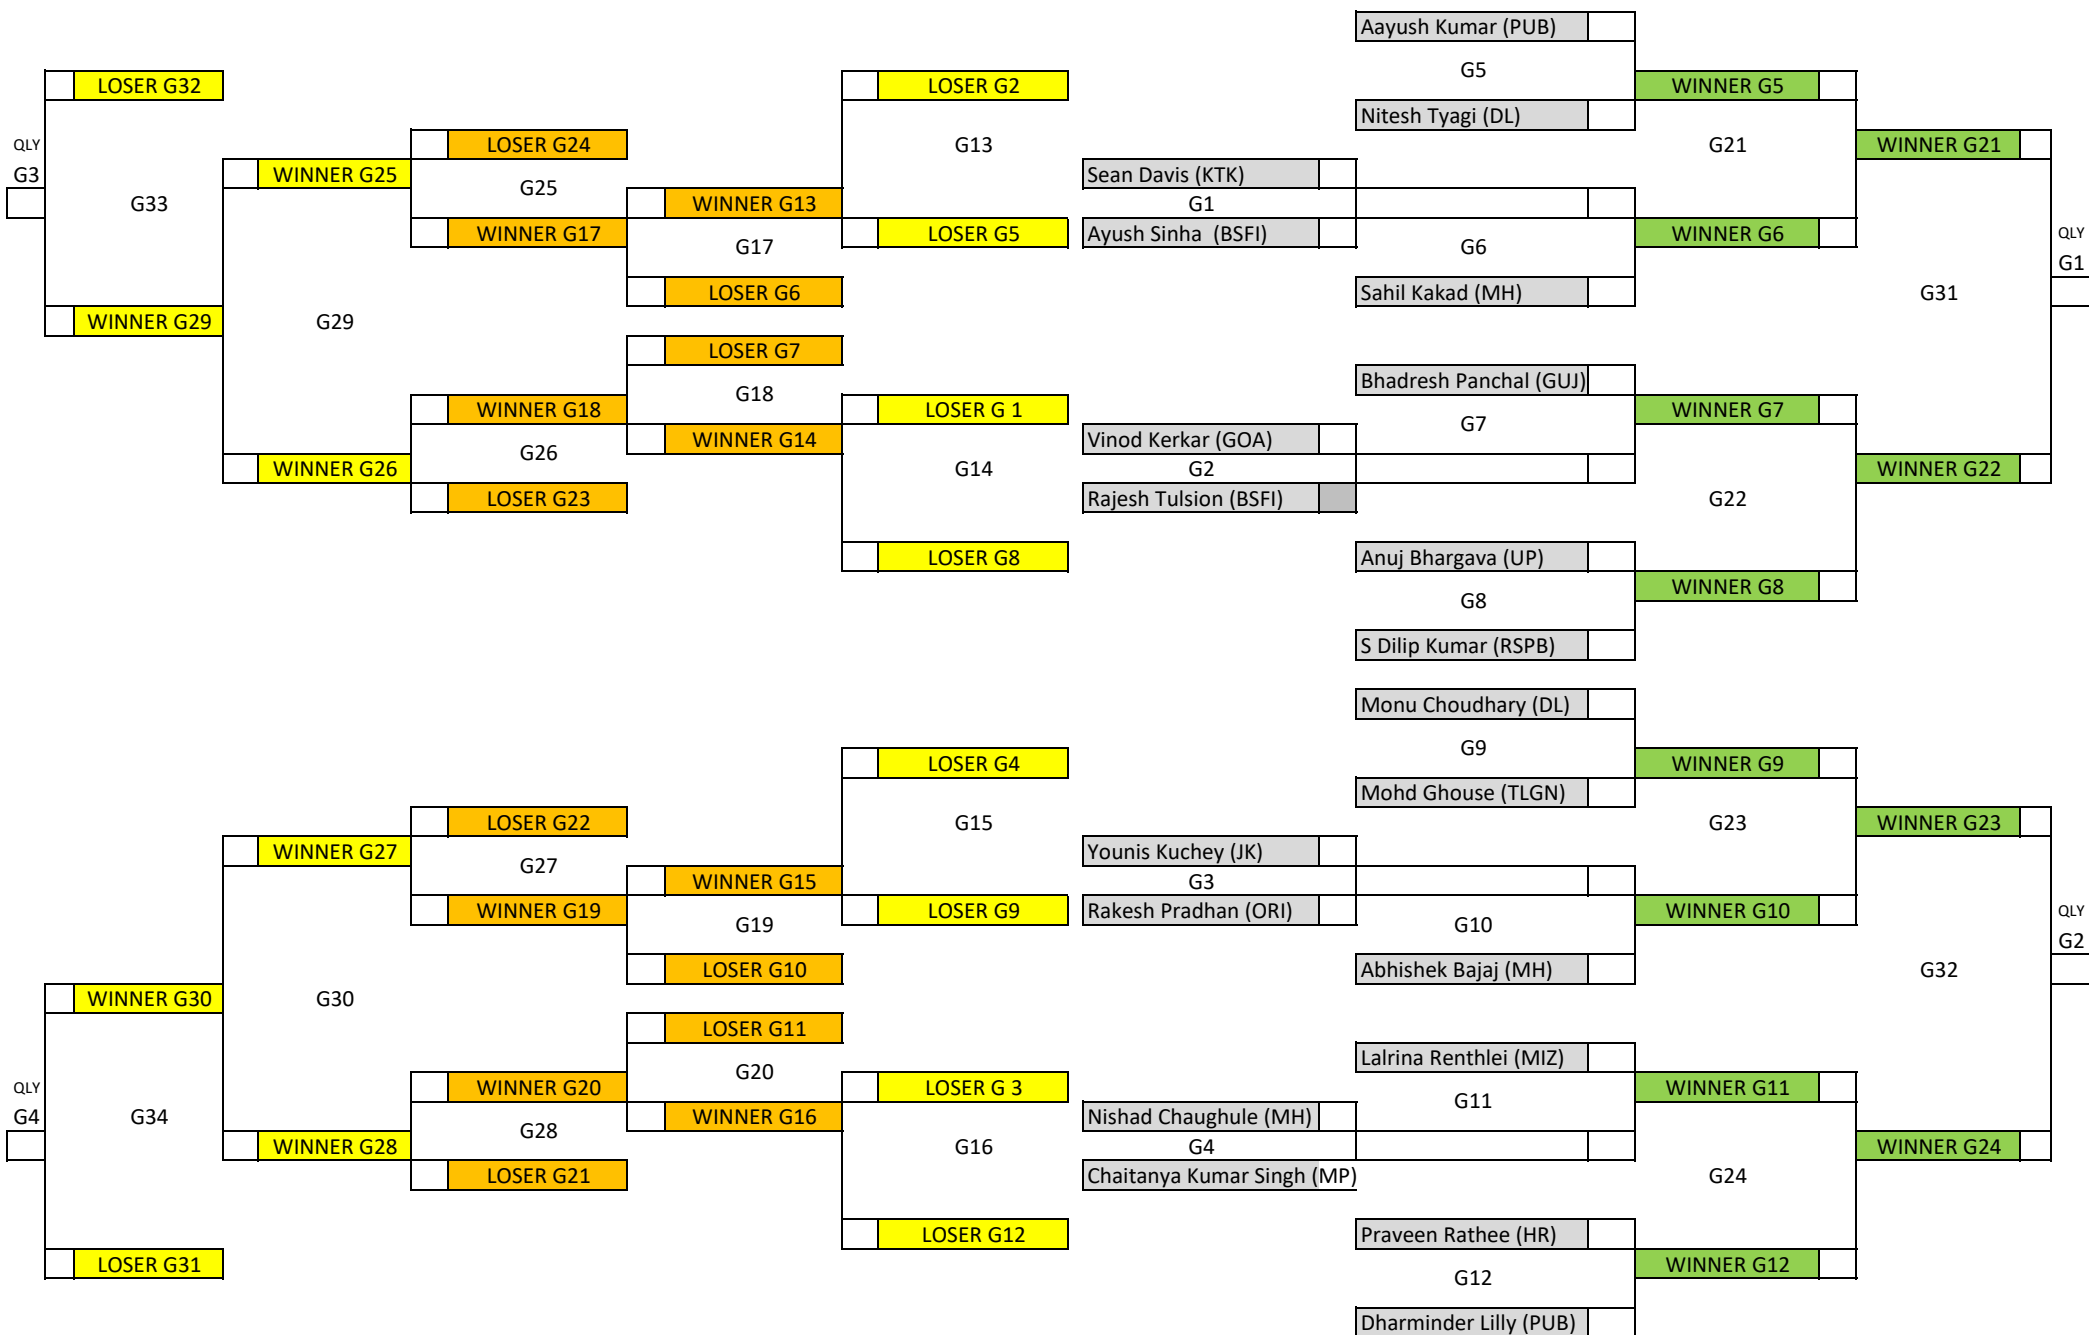 Aayush Kumar (PUB)
G5
LOSER G32
LOSER G2
WINNER G5
Nitesh Tyagi (DL)
QLY
LOSER G24
G13
G21
WINNER G21
G3
WINNER G25
G25
Sean Davis (KTK)
G33
WINNER G13
G1
WINNER G17
G17
LOSER G5
Ayush Sinha (BSFI)
G6
WINNER G6
QLY
G1
LOSER G6
Sahil Kakad (MH)
G31
WINNER G29
G29
LOSER G7
G18
Bhadresh Panchal (GUJ)
WINNER G18
LOSER G 1
G7
WINNER G7
G26
WINNER G14
Vinod Kerkar (GOA)
WINNER G26
G14
G2
WINNER G22
LOSER G23
Rajesh Tulsion (BSFI)
G22
LOSER G8
Anuj Bhargava (UP)
G8
WINNER G8
S Dilip Kumar (RSPB)
Monu Choudhary (DL)
G9
LOSER G4
WINNER G9
Mohd Ghouse (TLGN)
LOSER G22
G15
G23
WINNER G23
WINNER G27
G27
Younis Kuchey (JK)
WINNER G15
G3
WINNER G19
G19
LOSER G9
Rakesh Pradhan (ORI)
G10
WINNER G10
QLY
G2
LOSER G10
Abhishek Bajaj (MH)
G32
WINNER G30
G30
LOSER G11
G20
Lalrina Renthlei (MIZ)
QLY
WINNER G20
LOSER G 3
G11
WINNER G11
G4
G34
G28
WINNER G16
Nishad Chaughule (MH)
WINNER G28
G16
G4
WINNER G24
LOSER G21
Chaitanya Kumar Singh (MP)
G24
LOSER G12
Praveen Rathee (HR)
LOSER G31
G12
WINNER G12
Dharminder Lilly (PUB)